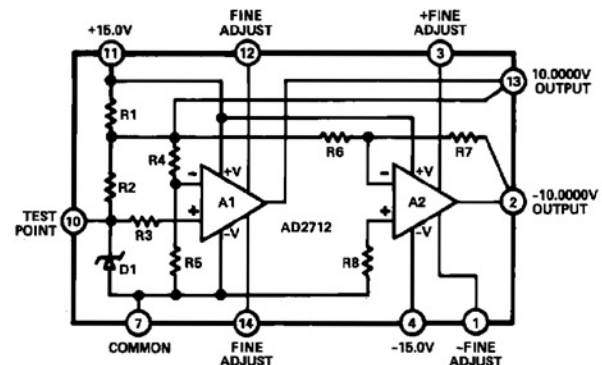 FINE
ADJUST
+FINE
ADJUST
+15.0V
11
12
3
13
10.0000V
OUTPUT
R1
R4
R6
R7
R2
-
+V
A1
+
-V
-
+V
A2
+
2
-10.0000V
OUTPUT
TEST
POINT
10
R3
AD2712
D1
R5
R8
7
14
4
1
COMMON
FINE
ADJUST
-15.0V
-FINE
ADJUST